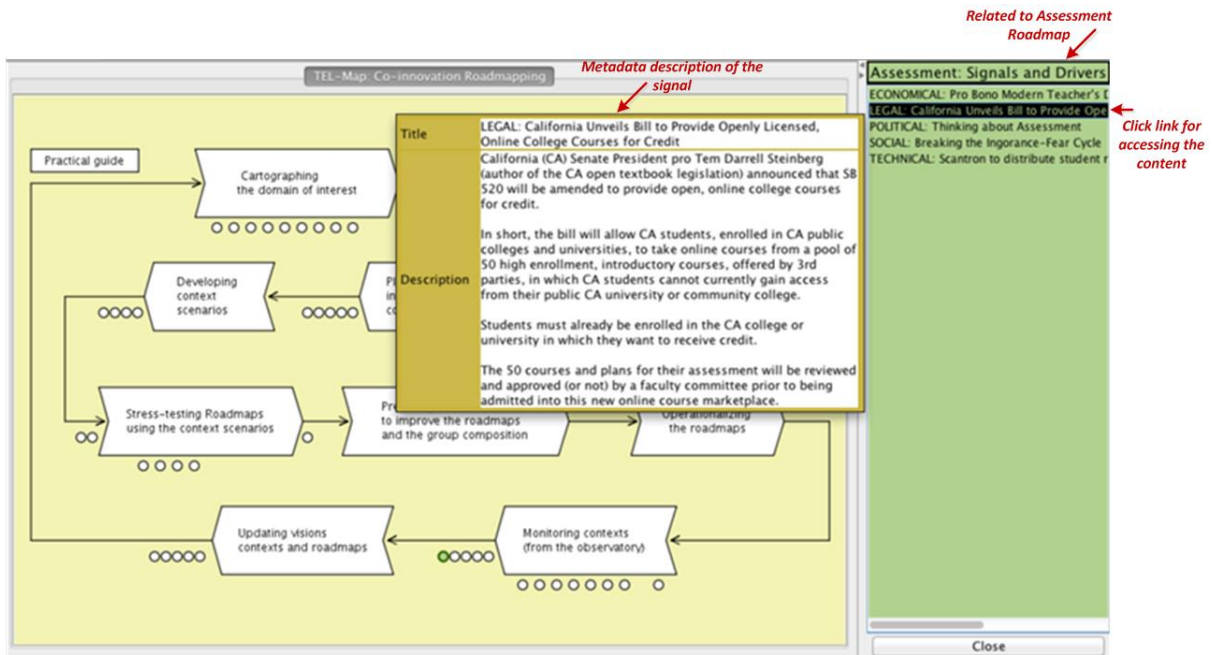 Related to Assessment
Roadmap
TEL-Map: Co-innovation Roadmapping
Metadata description of the
signal
Assessment: Signals and Drivers
ECONOMICAL: Pro Bono Modern Teacher's
LEGAL: California Unveils Bill to Provide Ope
POLITICAL: Thinking about Assessment
SOCIAL: Breaking the Ingorance-Fear Cycle
TECHNICAL: Scantron to distribute student r
Click link for
accessing the
content
Title
LEGAL: California Unveils Bill to Provide Openly Licensed,
Online College Courses for Credit
Description
California (CA) Senate President pro Tem Darrell Steinberg
(author of the CA open textbook legislation) announced that SB
520 will be amended to provide open, online college courses
for credit.
In short, the bill will allow CA students, enrolled in CA public
colleges and universities, to take online courses from a pool of
50 high enrollment, introductory courses, offered by 3rd
parties, in which CA students cannot currently gain access
from their public CA university or community college.
Students must already be enrolled in the CA college or
university in which they want to receive credit.
The 50 courses and plans for their assessment will be reviewed
and approved (or not) by a faculty committee prior to being
admitted into this new online course marketplace.
Practical guide
Cartographing
the domain of interest
Developing
context
scenarios
Stress-testing Roadmaps
using the context scenarios
to improve the roadmaps
and the group composition
Operationalizing
the roadmaps
Updating visions
contexts and roadmaps
Monitoring contexts
(from the observatory)
Close